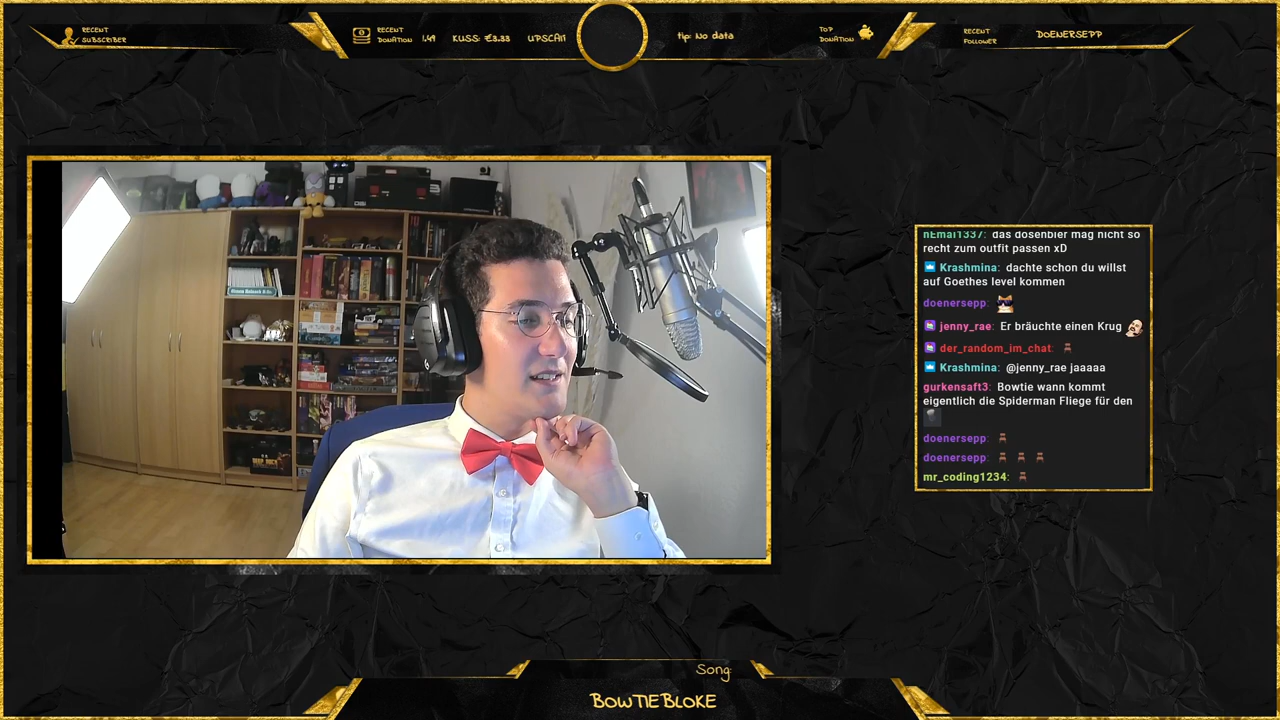 RECENT
SUBSCRIBER
RECENT
DONATION
1.49
KUSS: €3.33
tip: No data
TOP
DONATION
RECENT
FOLLOWER
DOENERSEPP
nEmai1337: das dosenbier mag nicht so
recht zum outfit passen xD
Krashmina: dachte schon du willst
auf Goethes level kommen
doenersepp:
jenny_rae: Er bräuchte einen Krug
der_random_im_chat:
Krashmina: @jenny_rae jaaaaa
gurkensaft3: Bowtie wann kommt
eigentlich die Spiderman Fliege für den
doenersepp:
doenersepp:
mr_coding1234:
Song:
BOWTIEBLOKE